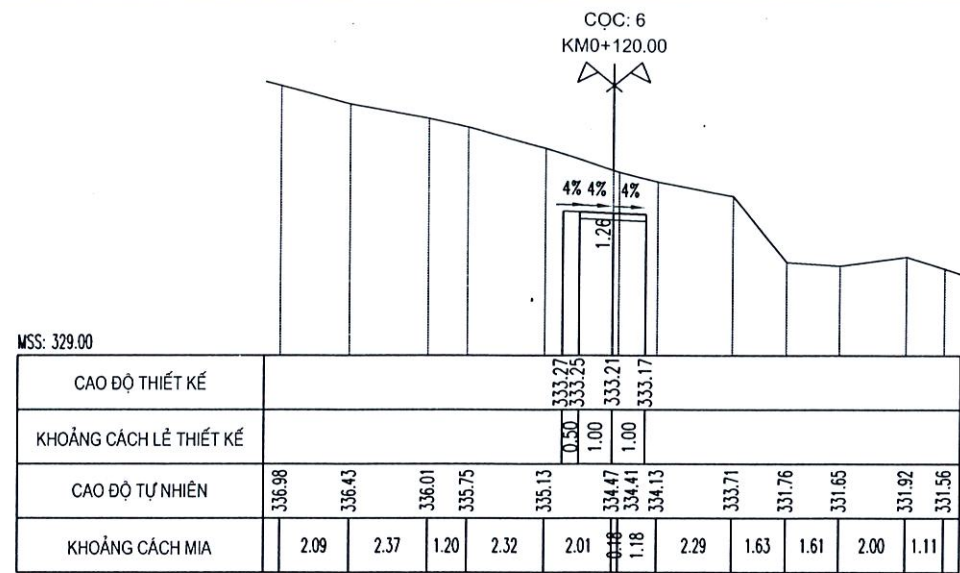 CỌC: 6
KM0+120.00
4% 4% 4%
1.26
MSS: 329.00
CAO ĐỘ THIẾT KẾ 333.27 333.25 333.21 333.17
KHOẢNG CÁCH LẺ THIẾT KẾ 0.50 1.00 1.00
CAO ĐỘ TỰ NHIÊN 336.98 336.43 336.01 335.75 335.13 334.47 334.41 334.13 333.71 331.76 331.65 331.92 331.56
KHOẢNG CÁCH MIA 2.09 2.37 1.20 2.32 2.01 0.18 1.18 2.29 1.63 1.61 2.00 1.11